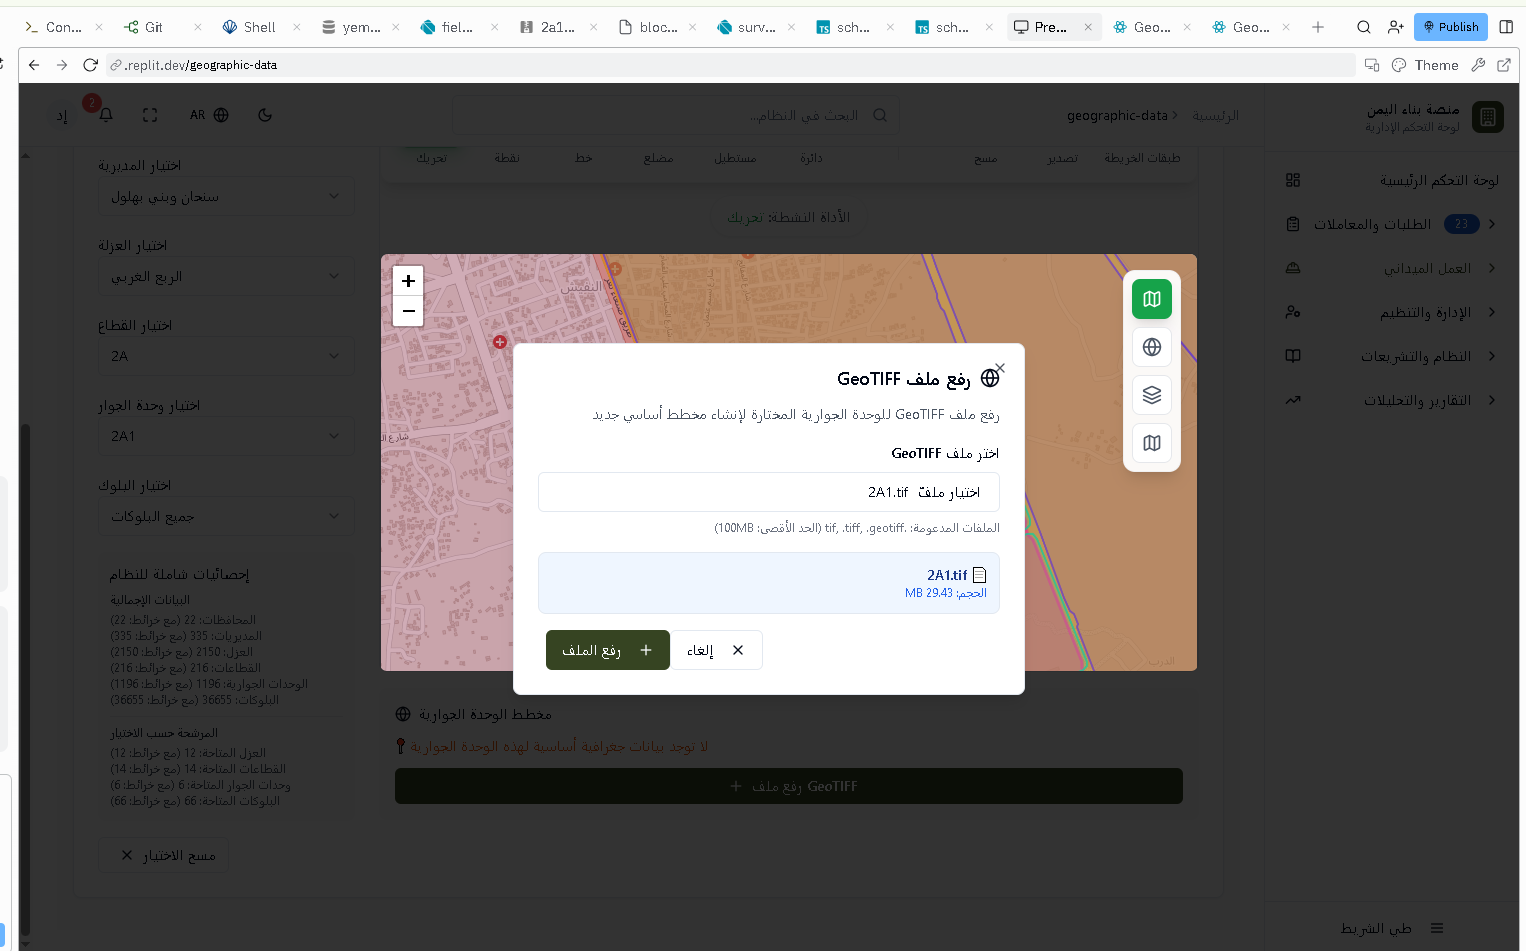 Con...
Git
Shell
yem...
fiel...
2a1...
bloc...
surv...
sch...
sch...
Pre...
Geo...
Geo...
Publish
.replit.dev/geographic-data
Theme
منصة بناء اليمن
لوحة التحكم الإدارية
الرئيسية
geographic-data
البحث في النظام...
AR
2
إد
لوحة التحكم الرئيسية
الطلبات والمعاملات 23
العمل الميداني
الإدارة والتنظيم
النظام والتشريعات
التقارير والتحليلات
طي الشريط
طبقات الخريطة
تصدير
مسح
دائرة
مستطيل
مضلع
خط
نقطة
تحريك
الأداة النشطة: تحريك
+
−
النقيش
رفع ملف GeoTIFF
رفع ملف GeoTIFF للوحدة الجوارية المختارة لإنشاء مخطط أساسي جديد
اختر ملف GeoTIFF
اختيار ملفّ 2A1.tif
الملفات المدعومة: .tif, .tiff, .geotiff (الحد الأقصى: 100MB)
2A1.tif
الحجم: 29.43 MB
إلغاء
رفع الملف
مخطط الوحدة الجوارية
لا توجد بيانات جغرافية أساسية لهذه الوحدة الجوارية
رفع ملف GeoTIFF
اختيار المديرية
سنحان وبني بهلول
اختيار العزلة
الربع الغربي
اختيار القطاع
2A
اختيار وحدة الجوار
2A1
اختيار البلوك
جميع البلوكات
إحصائيات شاملة للنظام
البيانات الإجمالية
المحافظات: 22 (مع خرائط: 22)
المديريات: 335 (مع خرائط: 335)
العزل: 2150 (مع خرائط: 2150)
القطاعات: 216 (مع خرائط: 216)
الوحدات الجوارية: 1196 (مع خرائط: 1196)
البلوكات: 36655 (مع خرائط: 36655)
المرشحة حسب الاختيار
العزل المتاحة: 12 (مع خرائط: 12)
القطاعات المتاحة: 14 (مع خرائط: 14)
وحدات الجوار المتاحة: 6 (مع خرائط: 6)
البلوكات المتاحة: 66 (مع خرائط: 66)
مسح الاختيار